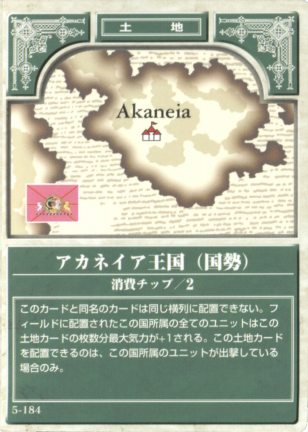 土地
Akaneia
アカネイア王国（国勢）
消費チップ／2
このカードと同名のカードは同じ横列に配置できない。フ
ィールドに配置されたこの国所属の全てのユニットはこの
土地カードの枚数分最大気力が+1される。この土地カード
を配置できるのは、この国所属のユニットが出撃している
場合のみ。
5-184